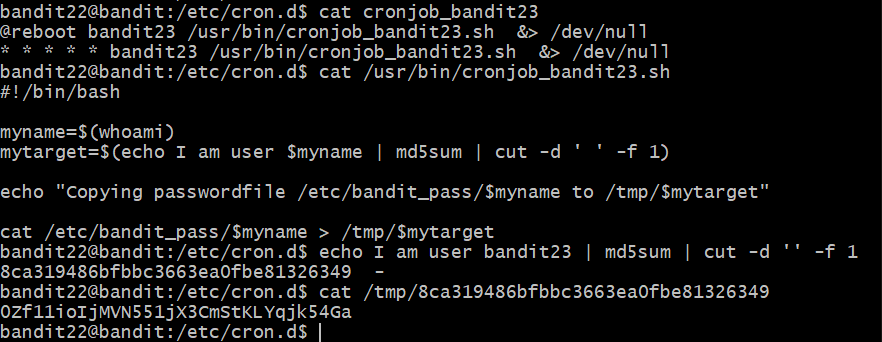 bandit22@bandit:/etc/cron.d$ cat cronjob_bandit23
@reboot bandit23 /usr/bin/cronjob_bandit23.sh  &> /dev/null
* * * * * bandit23 /usr/bin/cronjob_bandit23.sh  &> /dev/null
bandit22@bandit:/etc/cron.d$ cat /usr/bin/cronjob_bandit23.sh
#!/bin/bash

myname=$(whoami)
mytarget=$(echo I am user $myname | md5sum | cut -d ' ' -f 1)

echo "Copying passwordfile /etc/bandit_pass/$myname to /tmp/$mytarget"

cat /etc/bandit_pass/$myname > /tmp/$mytarget
bandit22@bandit:/etc/cron.d$ echo I am user bandit23 | md5sum | cut -d '' -f 1
8ca319486bfbbc3663ea0fbe81326349  -
bandit22@bandit:/etc/cron.d$ cat /tmp/8ca319486bfbbc3663ea0fbe81326349
0Zf11ioIjMVN551jX3CmStKLYqjk54Ga
bandit22@bandit:/etc/cron.d$